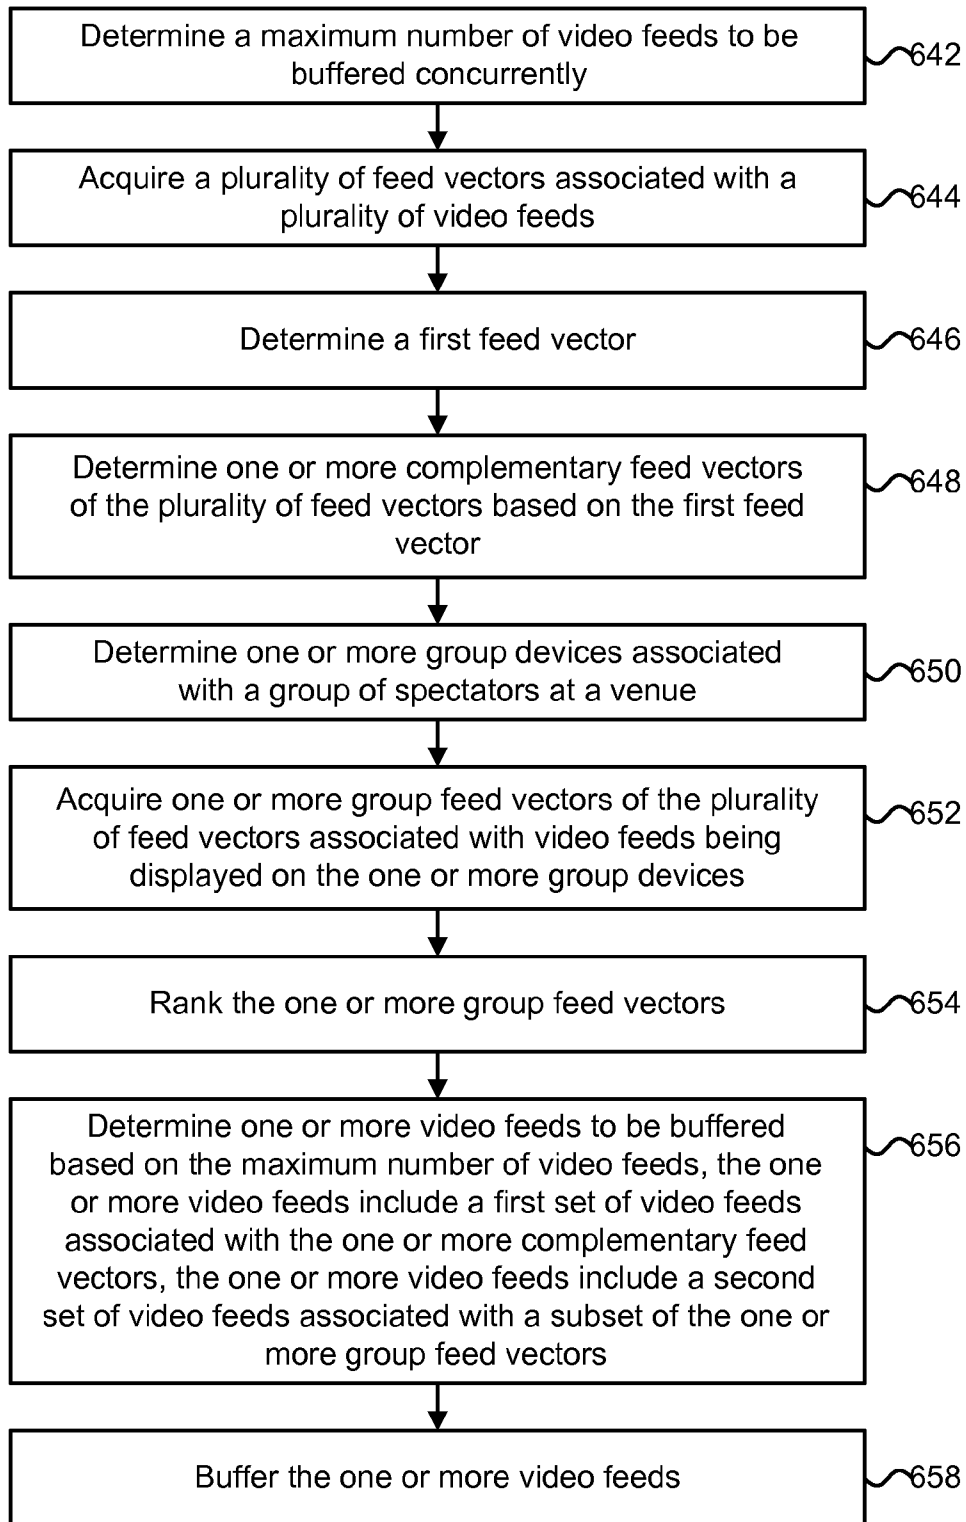 Determine a maximum number of video feeds to be
buffered concurrently
642
Acquire a plurality of feed vectors associated with a
plurality of video feeds
644
Determine a first feed vector
646
Determine one or more complementary feed vectors
of the plurality of feed vectors based on the first feed
vector
648
Determine one or more group devices associated
with a group of spectators at a venue
650
Acquire one or more group feed vectors of the plurality
of feed vectors associated with video feeds being
displayed on the one or more group devices
652
Rank the one or more group feed vectors
654
Determine one or more video feeds to be buffered
based on the maximum number of video feeds, the one
or more video feeds include a first set of video feeds
associated with the one or more complementary feed
vectors, the one or more video feeds include a second
set of video feeds associated with a subset of the one or
more group feed vectors
656
Buffer the one or more video feeds
658